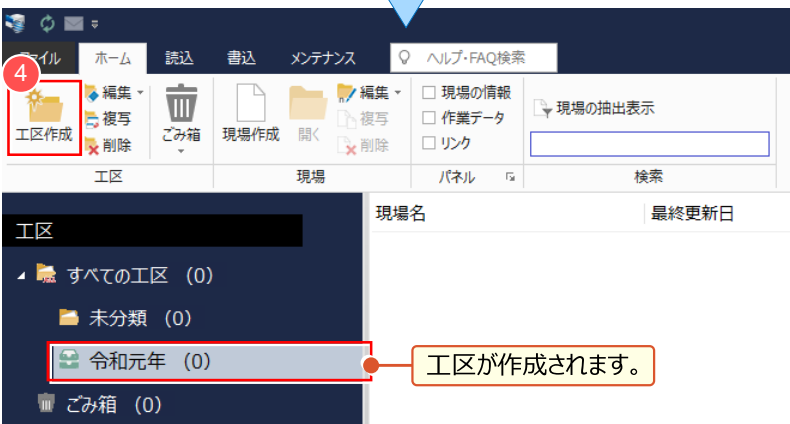 ファイル ホーム 読込 書込 メンテナンス ヘルプ・FAQ検索
4
工区作成
編集
複写
削除
ごみ箱
工区
現場作成
開く
編集
複写
削除
現場
現場の情報
作業データ
リンク
パネル
現場の抽出表示
検索
工区
すべての工区 (0)
未分類 (0)
令和元年 (0)
ごみ箱 (0)
現場名 最終更新日
工区が作成されます。